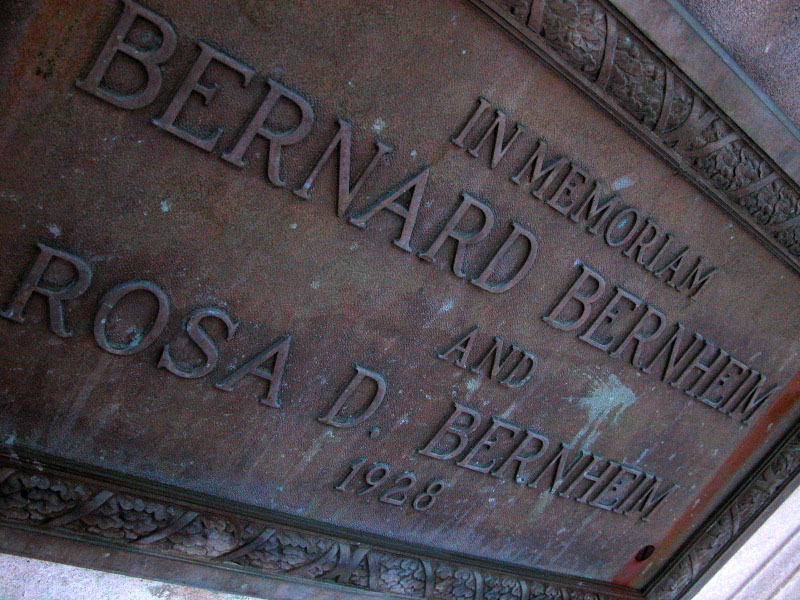 IN MEMORIAM
BERNARD BERNHEIM
AND
ROSA D. BERNHEIM
1928